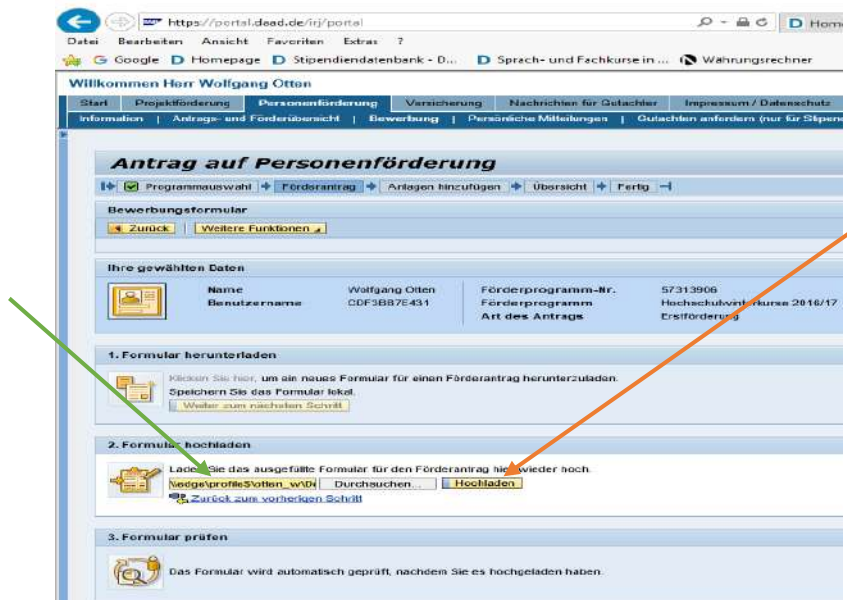 https://portal.daad.de/irj/portal
D Hom
Datei Bearbeiten Ansicht Favoriten Extras ?
G Google D Homepage D Stipendiendatenbank - D... D Sprach- und Fachkurse in ... Währungsrechner
Willkommen Herr Wolfgang Otten
Start Projektförderung Personenförderung Versicherung Nachrichten für Gutachter Impressum / Datenschutz
Information | Antrags- und Förderübersicht | Bewerbung | Persönliche Mitteilungen | Gutachten anfordern (nur für Stipen
Antrag auf Personenförderung
Programmauswahl Förderantrag Anlagen hinzufügen Übersicht Fertig
Bewerbungsformular
Zurück | Weitere Funktionen
Ihre gewählten Daten
Name Wolfgang Otten Förderprogramm-Nr. 57313906
Benutzername CDF3BB7E431 Förderprogramm Hochschulwinterkurse 2016/17
Art des Antrags Erstförderung
1. Formular herunterladen
Klicken Sie hier, um ein neues Formular für einen Förderantrag herunterzuladen.
Speichern Sie das Formular lokal.
Weiter zum nächsten Schritt
2. Formular hochladen
Laden Sie das ausgefüllte Formular für den Förderantrag hier wieder hoch.
Durchsuchen... Hochladen
Zurück zum vorherigen Schritt
3. Formular prüfen
Das Formular wird automatisch geprüft, nachdem Sie es hochgeladen haben.